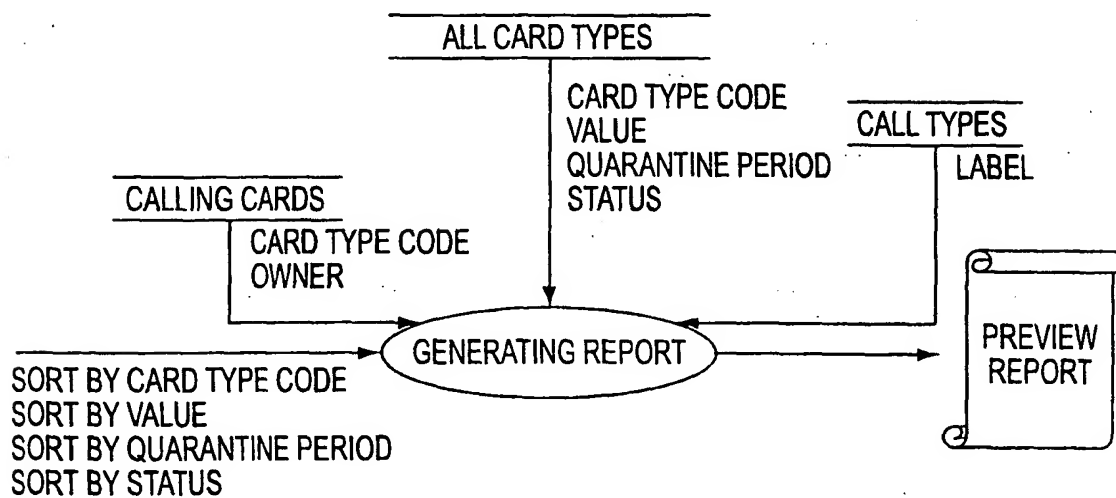 ALL CARD TYPES
CARD TYPE CODE
VALUE
QUARANTINE PERIOD
STATUS
CALL TYPES
LABEL
CALLING CARDS
CARD TYPE CODE
OWNER
GENERATING REPORT
PREVIEW
REPORT
SORT BY CARD TYPE CODE
SORT BY VALUE
SORT BY QUARANTINE PERIOD
SORT BY STATUS